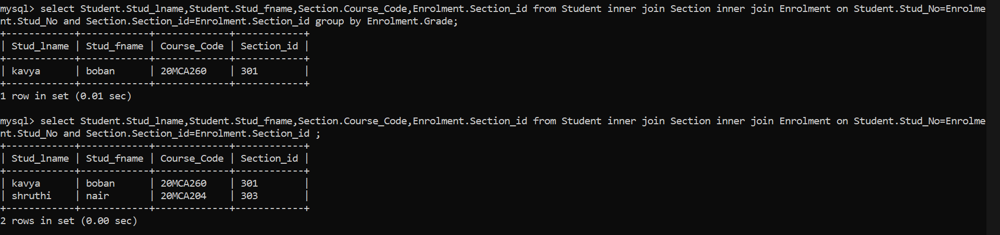 mysql> select Student.Stud_lname,Student.Stud_fname,Section.Course_Code,Enrolment.Section_id from Student inner join Section inner join Enrolment on Student.Stud_No=Enrolme
nt.Stud_No and Section.Section_id=Enrolment.Section_id group by Enrolment.Grade;
+------------+------------+-------------+------------+
| Stud_lname | Stud_fname | Course_Code | Section_id |
+------------+------------+-------------+------------+
| kavya      | boban      | 20MCA260    | 301        |
+------------+------------+-------------+------------+
1 row in set (0.01 sec)

mysql> select Student.Stud_lname,Student.Stud_fname,Section.Course_Code,Enrolment.Section_id from Student inner join Section inner join Enrolment on Student.Stud_No=Enrolme
nt.Stud_No and Section.Section_id=Enrolment.Section_id ;
+------------+------------+-------------+------------+
| Stud_lname | Stud_fname | Course_Code | Section_id |
+------------+------------+-------------+------------+
| kavya      | boban      | 20MCA260    | 301        |
| shruthi    | nair       | 20MCA204    | 303        |
+------------+------------+-------------+------------+
2 rows in set (0.00 sec)